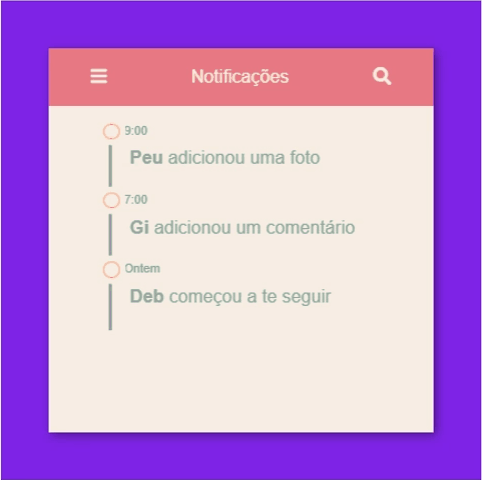 Notificações
9:00
Peu adicionou uma foto
7:00
Gi adicionou um comentário
Ontem
Deb começou a te seguir